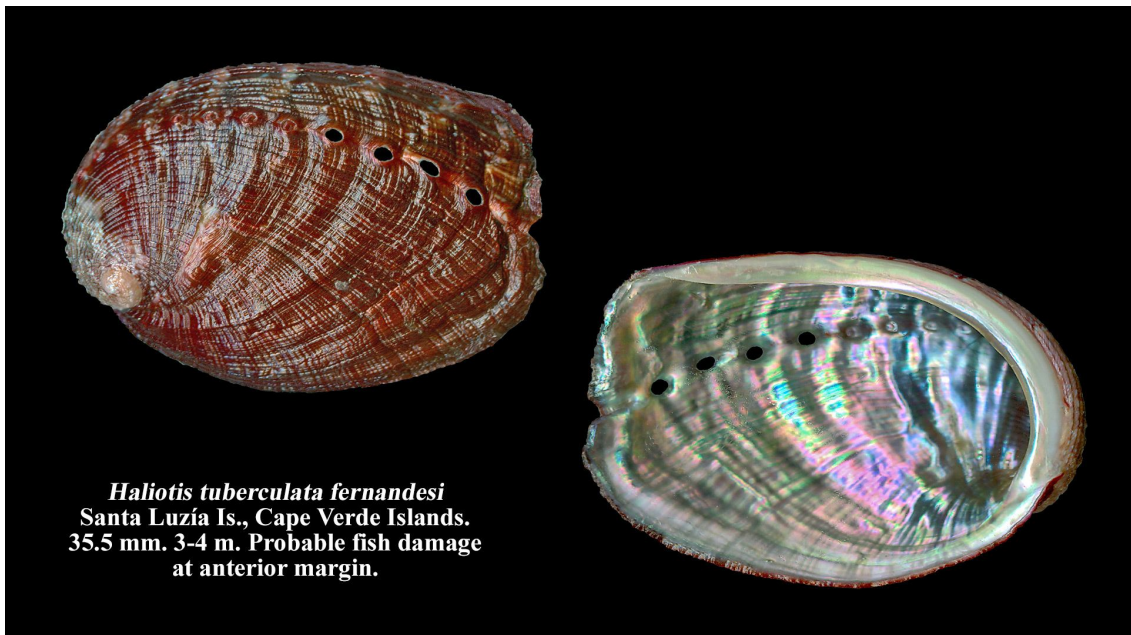 Haliotis tuberculata fernandesi
Santa Luzía Is., Cape Verde Islands.
35.5 mm. 3-4 m. Probable fish damage
at anterior margin.